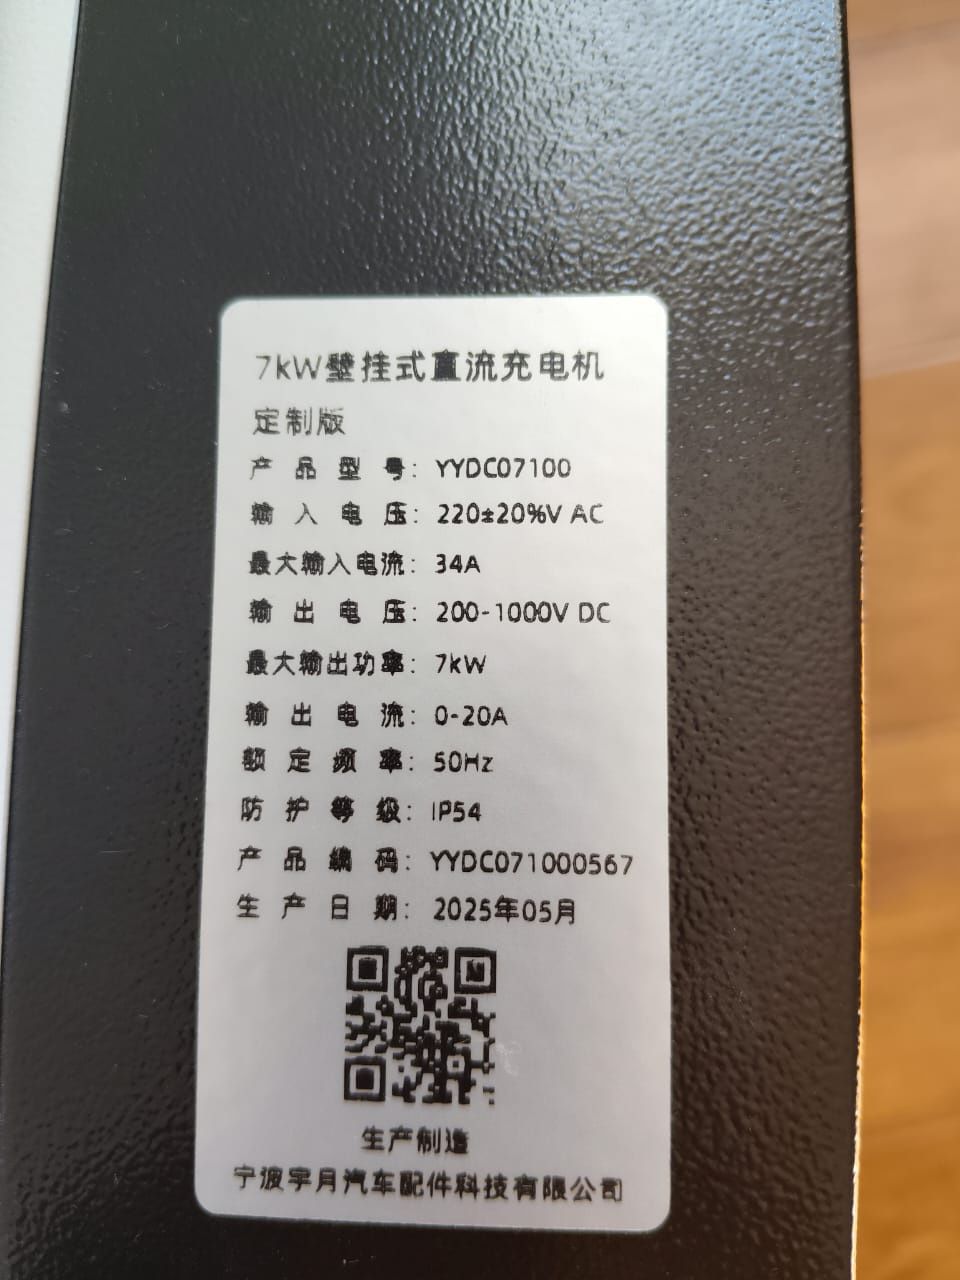 7kW壁挂式直流充电机
定制版
产品型号：YYDC07100
输入电压：220±20%V AC
最大输入电流：34A
输出电压：200-1000V DC
最大输出功率：7kW
输出电流：0-20A
额定频率：50Hz
防护等级：IP54
产品编码：YYDC071000567
生产日期：2025年05月
生产制造
宁波宇月汽车配件科技有限公司